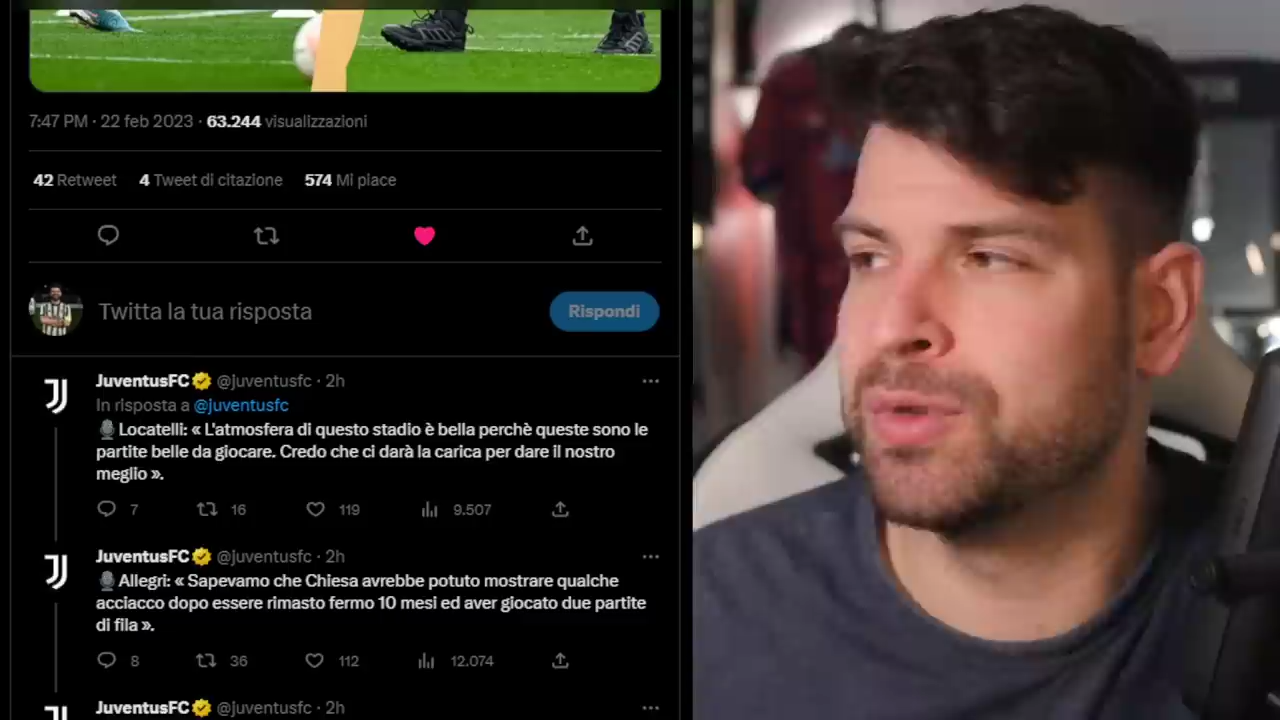 7:47 PM · 22 feb 2023 · 63.244 visualizzazioni
42 Retweet 4 Tweet di citazione 574 Mi piace
Twitta la tua risposta
Rispondi
JuventusFC @juventusfc · 2h
In risposta a @juventusfc
Locatelli: « L'atmosfera di questo stadio è bella perchè queste sono le
partite belle da giocare. Credo che ci darà la carica per dare il nostro
meglio ».
7 16 119 9.507
JuventusFC @juventusfc · 2h
Allegri: « Sapevamo che Chiesa avrebbe potuto mostrare qualche
acciacco dopo essere rimasto fermo 10 mesi ed aver giocato due partite
di fila ».
8 36 112 12.074
JuventusFC @juventusfc · 2h